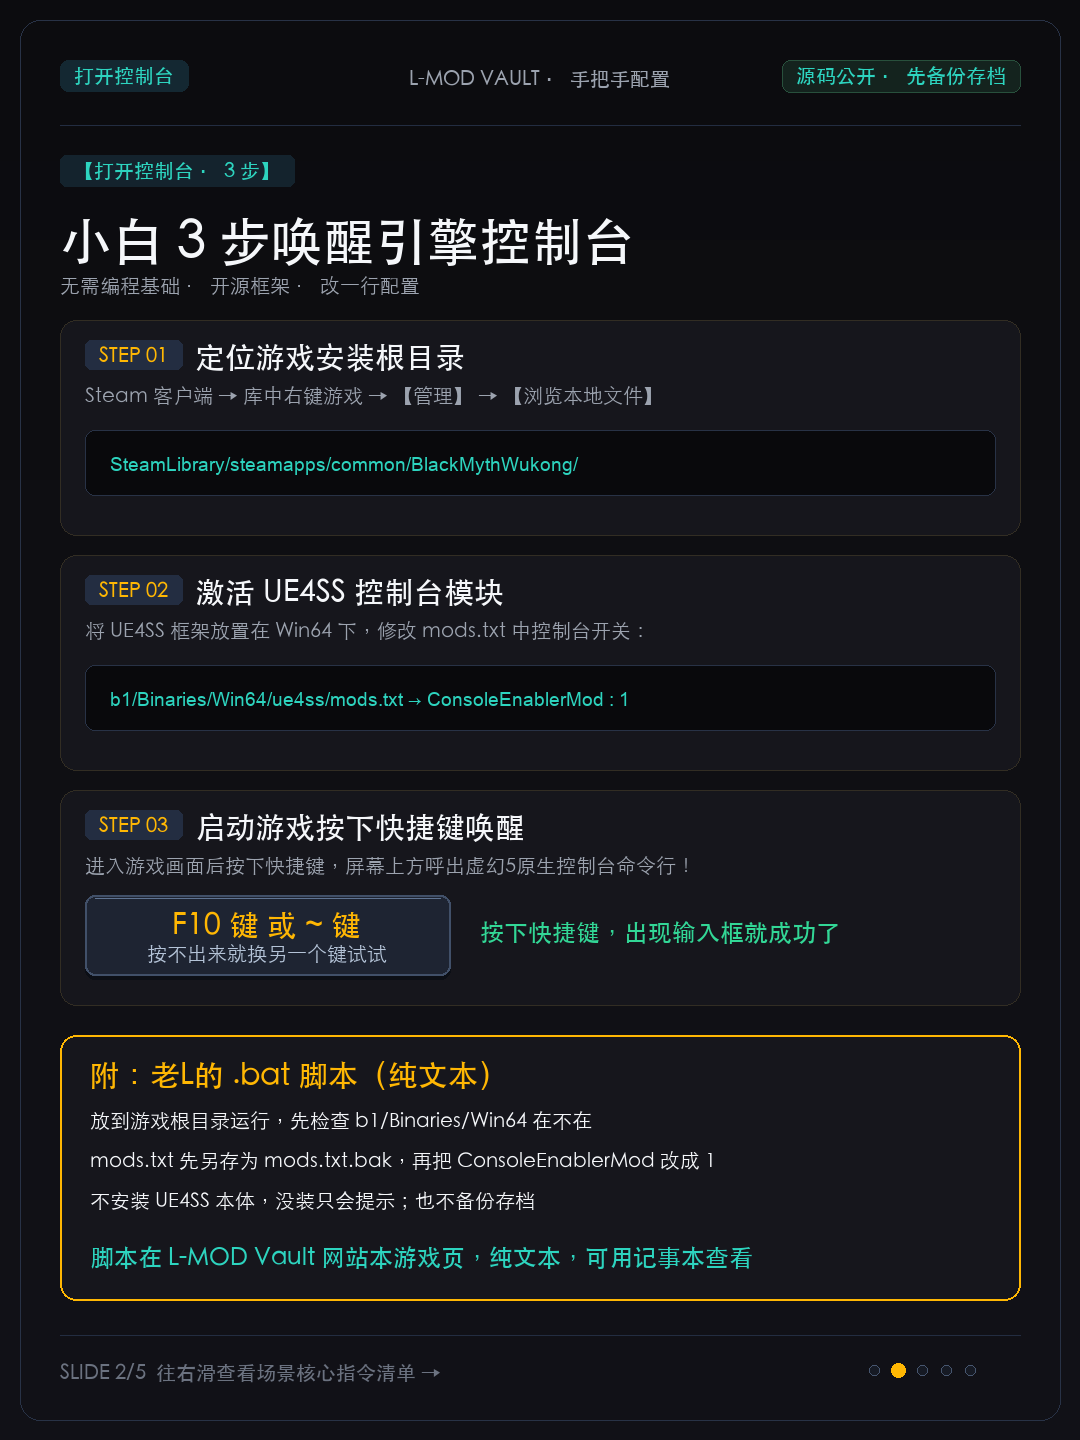 打开控制台
L-MOD VAULT · 手把手配置
源码公开 · 先备份存档
【打开控制台 · 3 步】
小白 3 步唤醒引擎控制台
无需编程基础 · 开源框架 · 改一行配置
STEP 01 定位游戏安装根目录
Steam 客户端 → 库中右键游戏 → 【管理】 → 【浏览本地文件】
SteamLibrary/steamapps/common/BlackMythWukong/
STEP 02 激活 UE4SS 控制台模块
将 UE4SS 框架放置在 Win64 下，修改 mods.txt 中控制台开关：
b1/Binaries/Win64/ue4ss/mods.txt → ConsoleEnablerMod : 1
STEP 03 启动游戏按下快捷键唤醒
进入游戏画面后按下快捷键，屏幕上方呼出虚幻5原生控制台命令行！
F10 键 或 ~ 键
按不出来就换另一个键试试
按下快捷键，出现输入框就成功了
附：老L的 .bat 脚本（纯文本）
放到游戏根目录运行，先检查 b1/Binaries/Win64 在不在
mods.txt 先另存为 mods.txt.bak，再把 ConsoleEnablerMod 改成 1
不安装 UE4SS 本体，没装只会提示；也不备份存档
脚本在 L-MOD Vault 网站本游戏页，纯文本，可用记事本查看
SLIDE 2/5 往右滑查看场景核心指令清单 →